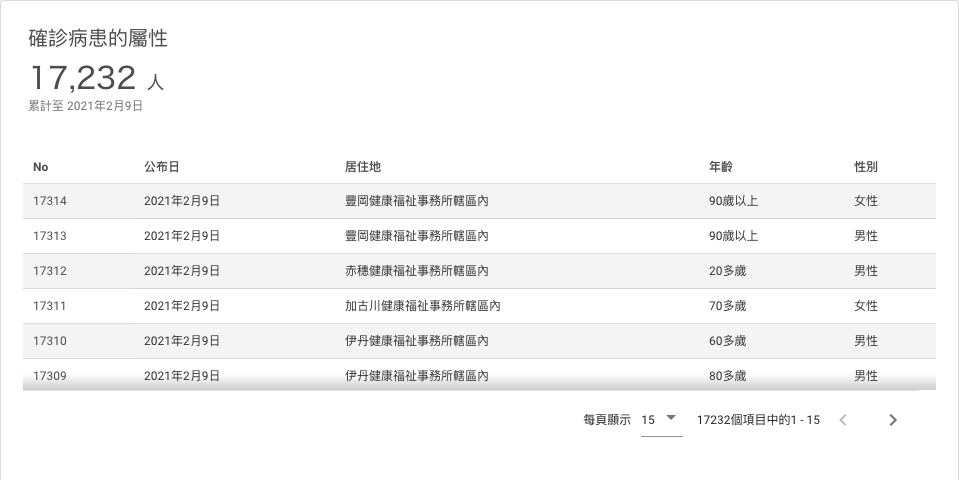 確診病患的屬性
17,232 人
累計至 2021年2月9日
No 公布日 居住地 年齡 性別
17314 2021年2月9日 豐岡健康福祉事務所轄區內 90歲以上 女性
17313 2021年2月9日 豐岡健康福祉事務所轄區內 90歲以上 男性
17312 2021年2月9日 赤穗健康福祉事務所轄區內 20多歲 男性
17311 2021年2月9日 加古川健康福祉事務所轄區內 70多歲 女性
17310 2021年2月9日 伊丹健康福祉事務所轄區內 60多歲 男性
17309 2021年2月9日 伊丹健康福祉事務所轄區內 80多歲 男性
每頁顯示 15 17232個項目中的1 - 15